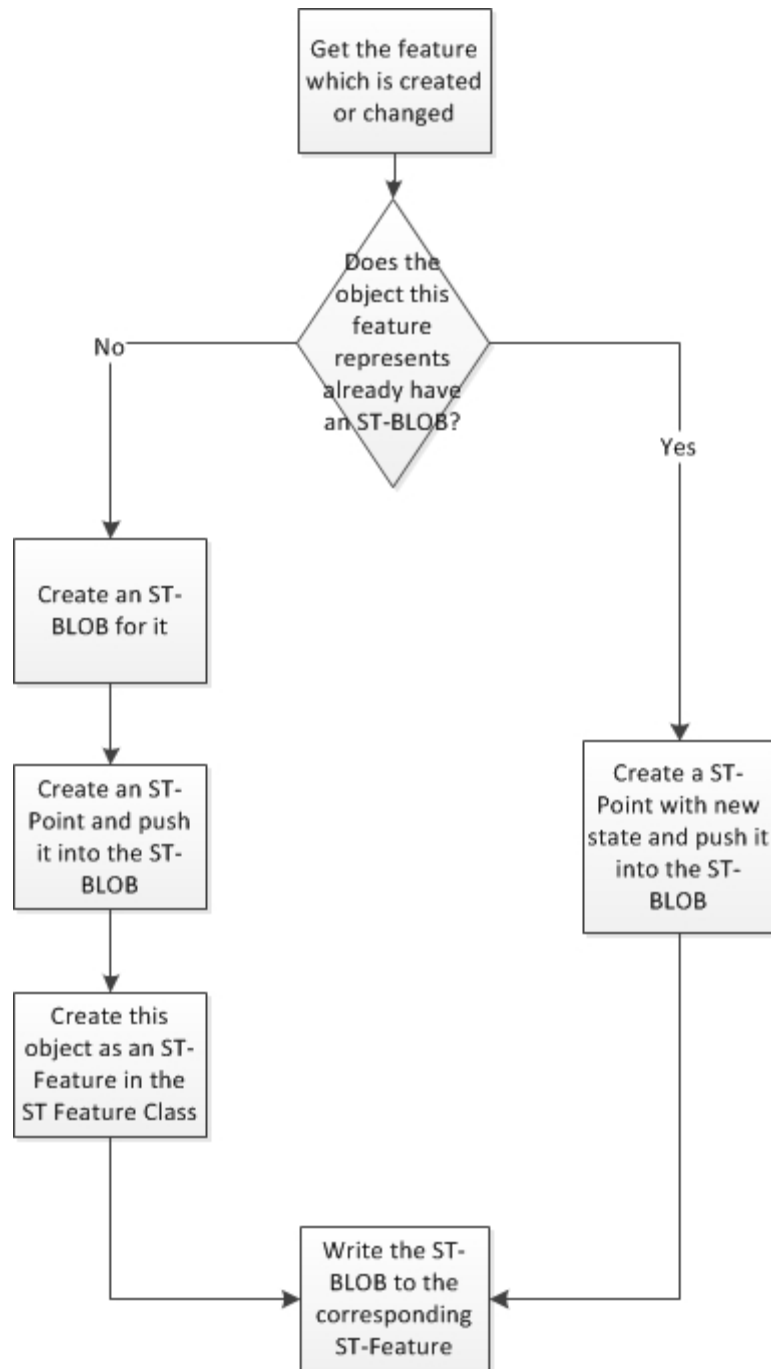 Get the feature
which is created
or changed
Does the
object this
feature
represents
already have
an ST-BLOB?
No
Yes
Create an ST-
BLOB for it
Create an ST-
Point and push
it into the ST-
BLOB
Create a ST-
Point with new
state and push it
into the ST-
BLOB
Create this
object as an ST-
Feature in the
ST Feature Class
Write the ST-
BLOB to the
corresponding
ST-Feature